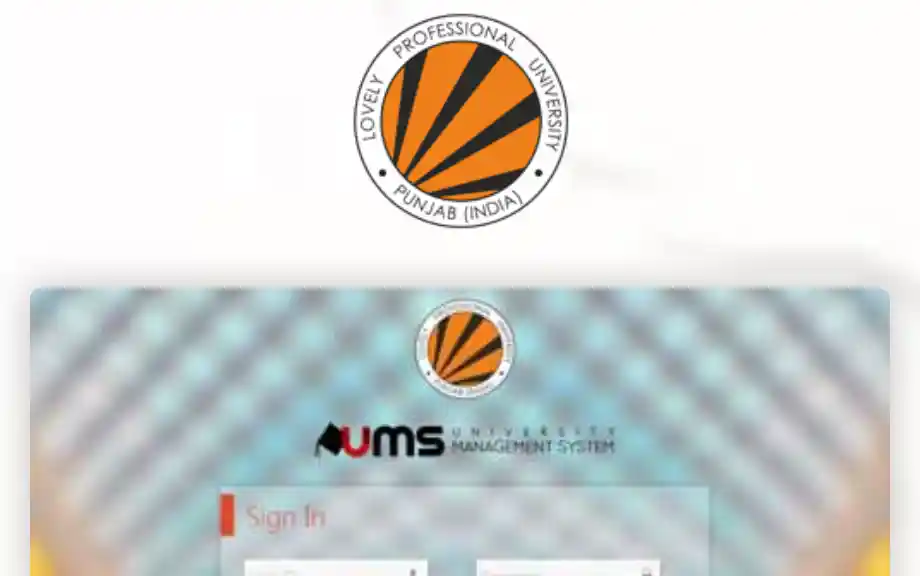 LOVELY PROFESSIONAL UNIVERSITY
PUNJAB (INDIA)
UMS UNIVERSITY
MANAGEMENT SYSTEM
Sign In